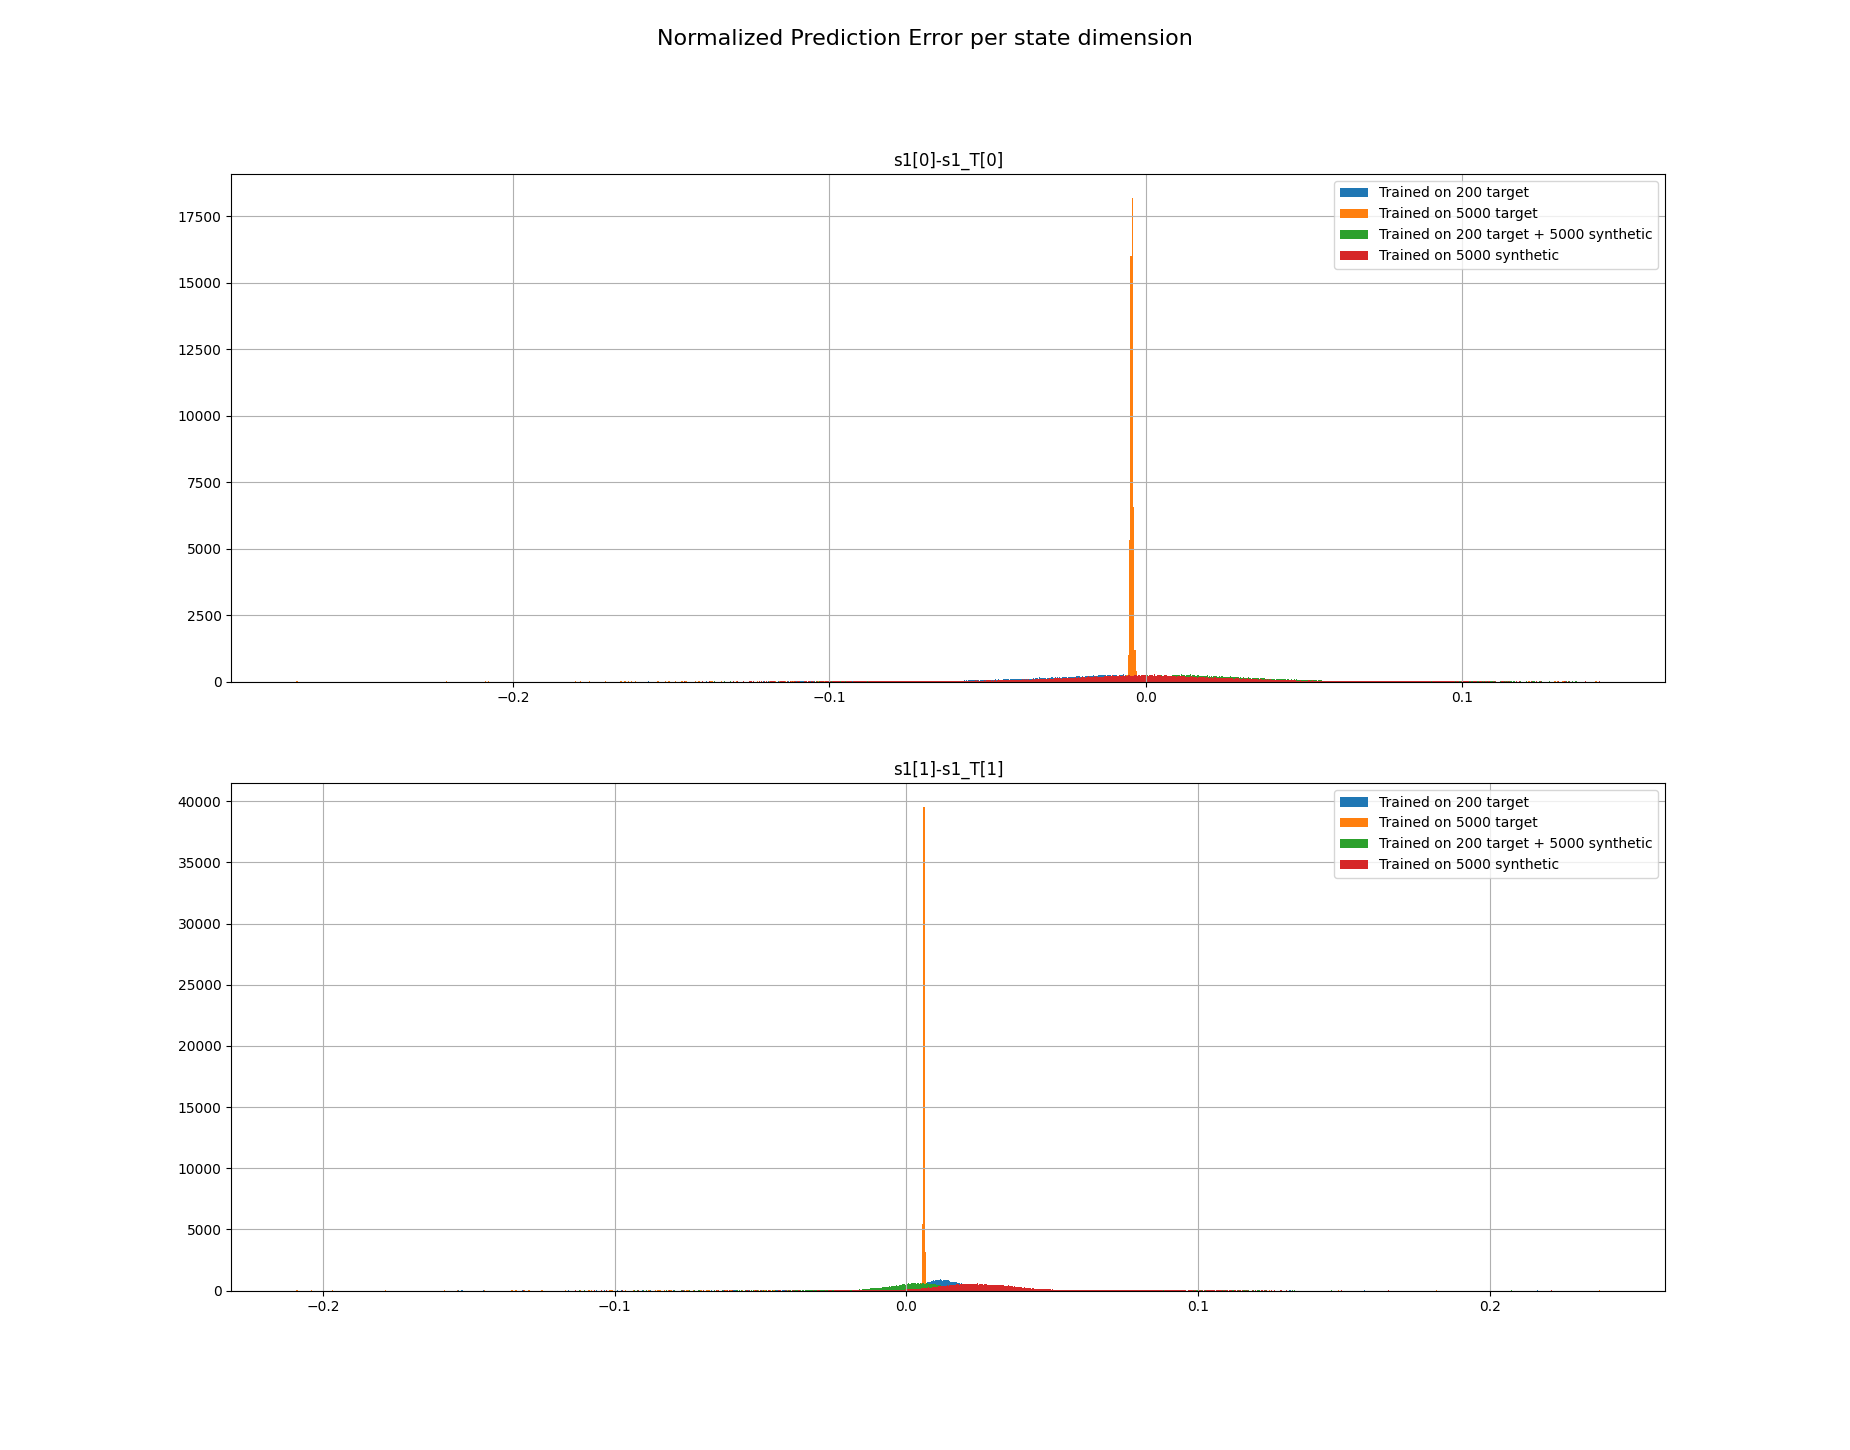 Normalized Prediction Error per state dimension
s1[0]-s1_T[0]
Trained on 200 target
Trained on 5000 target
Trained on 200 target + 5000 synthetic
Trained on 5000 synthetic
17500
15000
12500
10000
7500
5000
2500
0
−0.2 −0.1 0.0 0.1
s1[1]-s1_T[1]
Trained on 200 target
Trained on 5000 target
Trained on 200 target + 5000 synthetic
Trained on 5000 synthetic
40000
35000
30000
25000
20000
15000
10000
5000
0
−0.2 −0.1 0.0 0.1 0.2